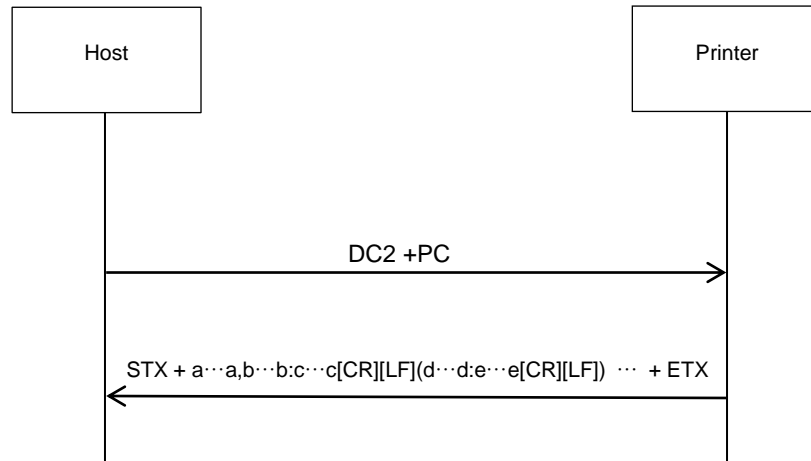 Host
Printer
DC2 +PC
STX + a⋯a,b⋯b:c⋯c[CR][LF](d⋯d:e⋯e[CR][LF]) ⋯ + ETX